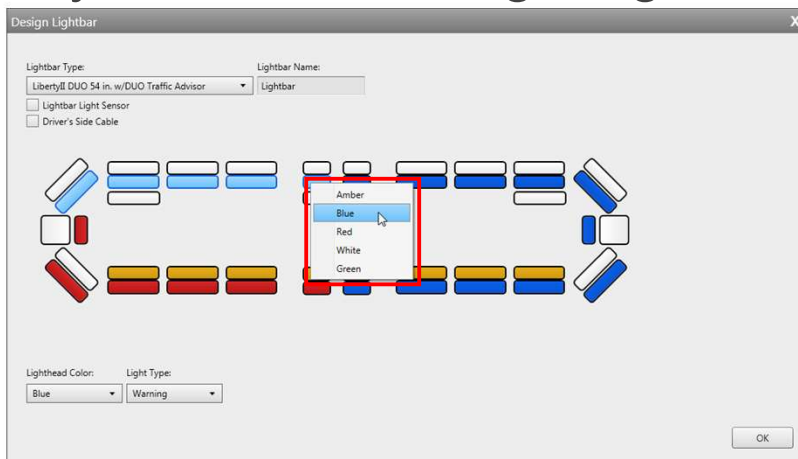 Design Lightbar X
Lightbar Type: Lightbar Name:
LibertyII DUO 54 in. w/DUO Traffic Advisor Lightbar
Lightbar Light Sensor
Driver's Side Cable
Amber
Blue
Red
White
Green
Lighthead Color: Light Type:
Blue Warning
OK